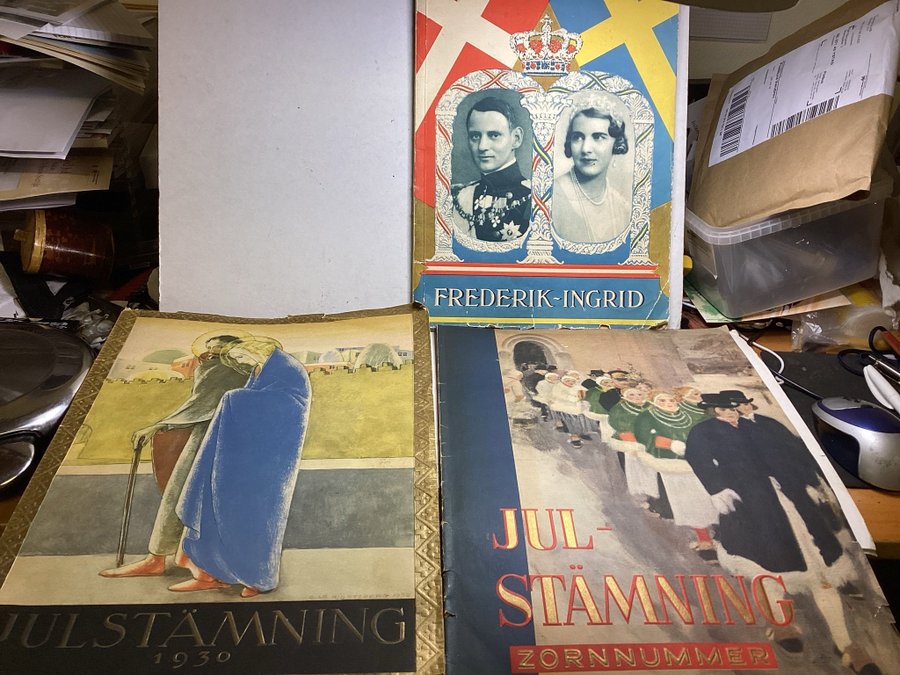 FREDERIK-INGRID
JULSTÄMNING
1930
JUL-
STÄMNING
ZORNNUMMER